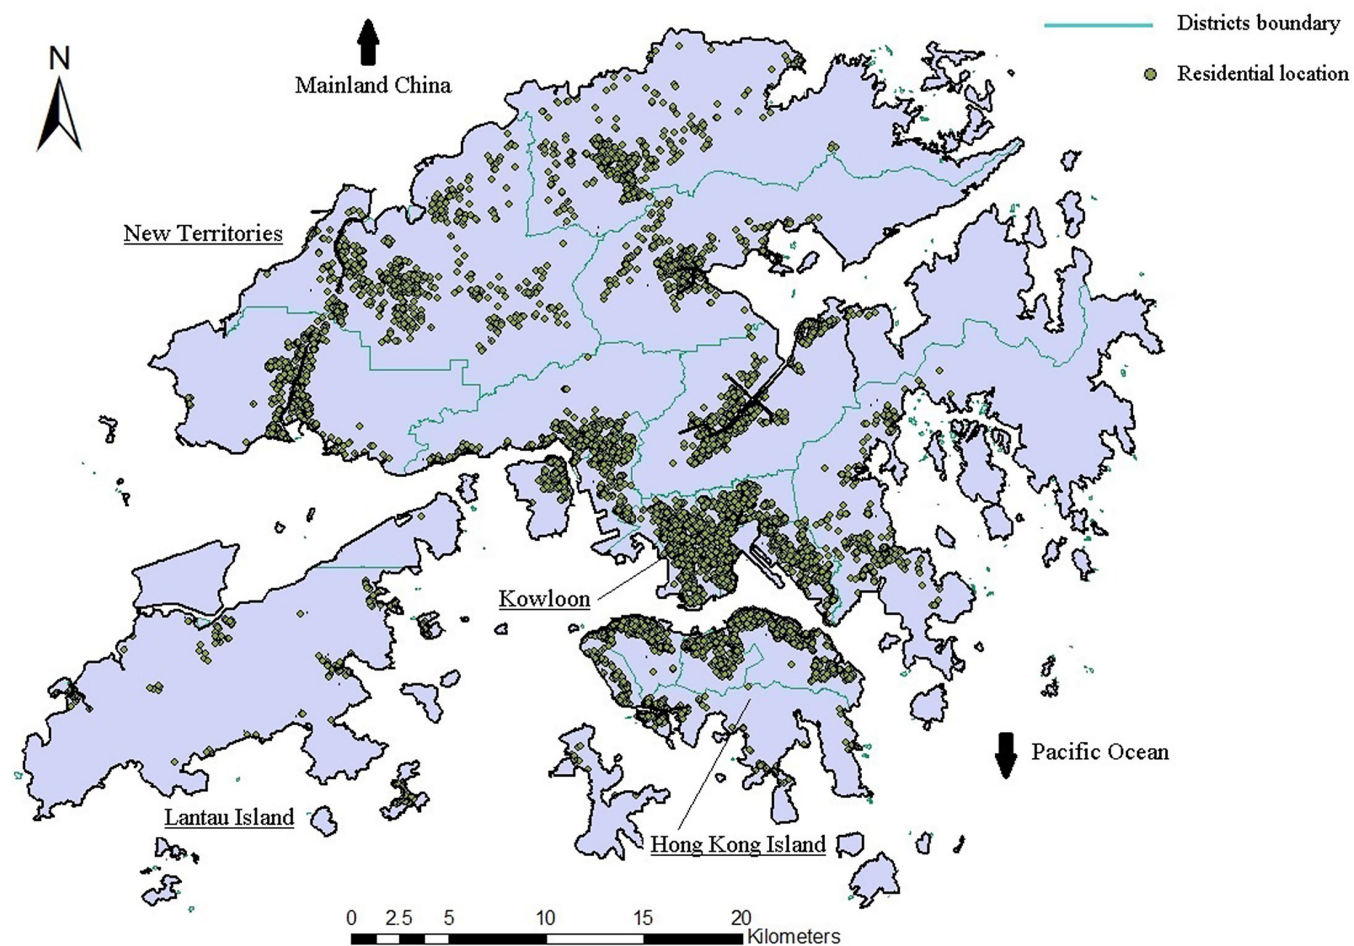 Districts boundary
Residential location
N
Mainland China
New Territories
Kowloon
Pacific Ocean
Lantau Island
Hong Kong Island
0 2.5 5 10 15 20
Kilometers